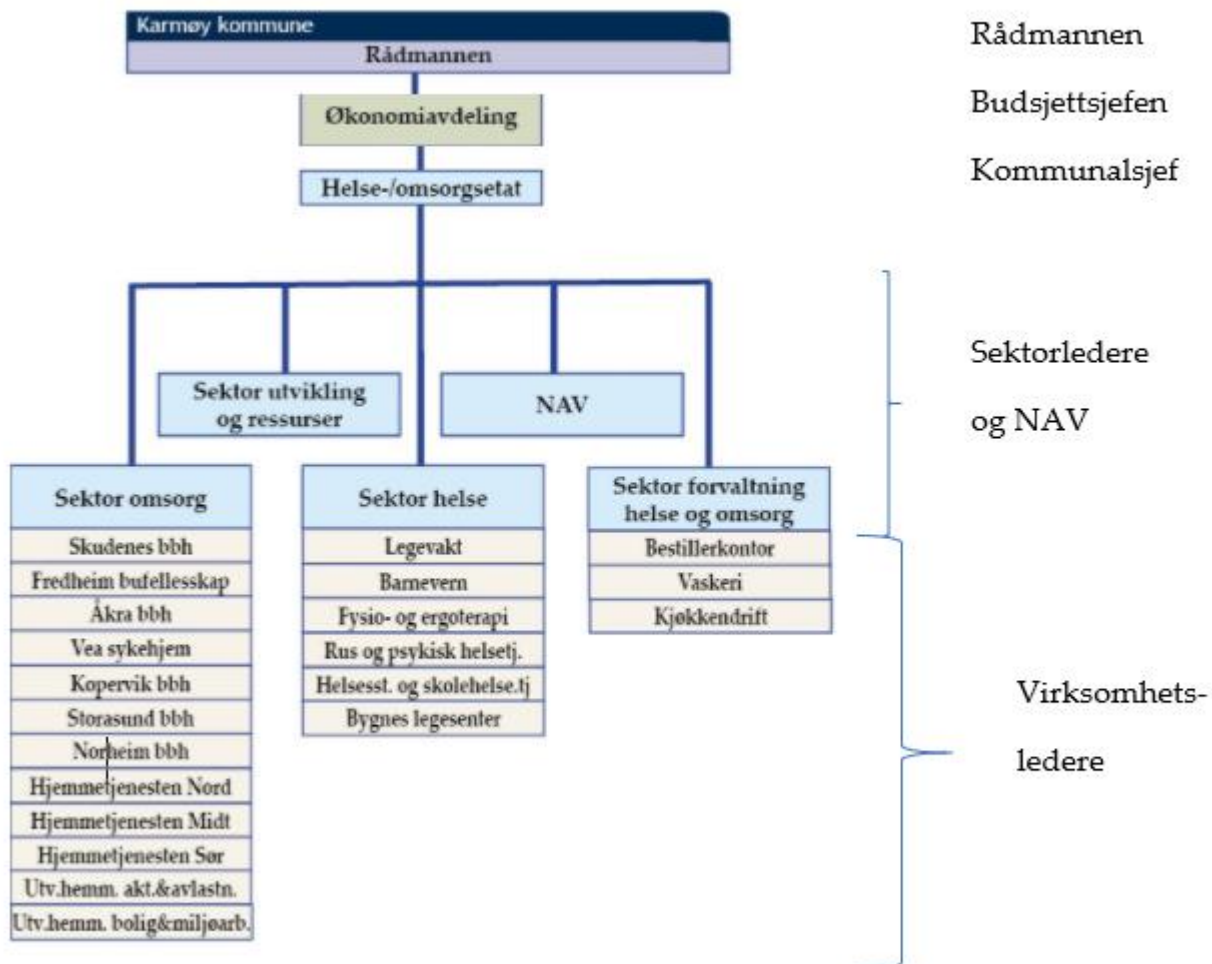 Karmøy kommune
Rådmannen
Økonomiavdeling
Helse-/omsorgsetat
Sektor utvikling
og ressurser
NAV
Sektor omsorg
Skudenes bbh
Fredheim bufellesskap
Åkra bbh
Vea sykehjem
Kopervik bbh
Storasund bbh
Norheim bbh
Hjemmetjenesten Nord
Hjemmetjenesten Midt
Hjemmetjenesten Sør
Utv.hemm. akt.&avlastn.
Utv.hemm. bolig&miljøarb.
Sektor helse
Legevakt
Barnevern
Fysio- og ergoterapi
Rus og psykisk helsetj.
Helsesst. og skolehelse.tj
Bygnes legesenter
Sektor forvaltning
helse og omsorg
Bestillerkontor
Vaskeri
Kjøkkendrift
Rådmannen
Budsjettsjefen
Kommunalsjef
Sektorledere
og NAV
Virksomhets-
ledere